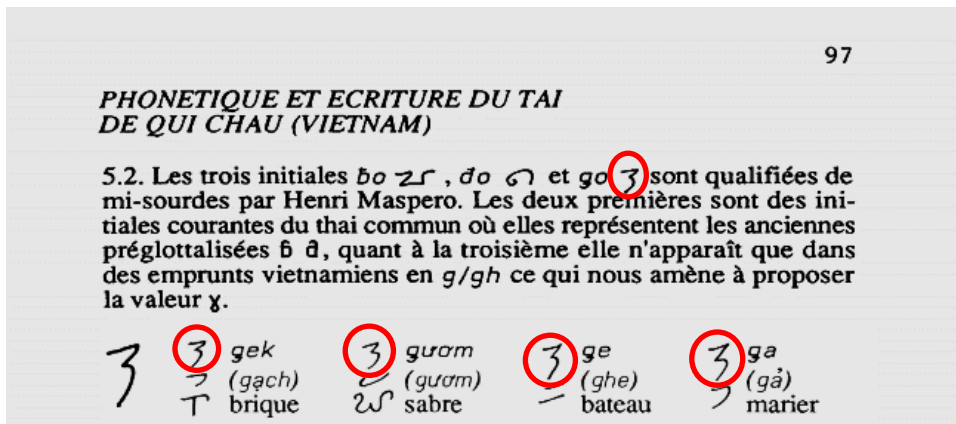 97
PHONETIQUE ET ECRITURE DU TAI
DE QUI CHAU (VIETNAM)
5.2. Les trois initiales ƀo , đo et go sont qualifiées de
mi-sourdes par Henri Maspero. Les deux premières sont des ini-
tiales courantes du thai commun où elles représentent les anciennes
préglottalisées ɓ ɗ, quant à la troisième elle n'apparaît que dans
des emprunts vietnamiens en g/gh ce qui nous amène à proposer
la valeur ɣ.
gek gươm ge ga
(gạch) (gươm) (ghe) (gả)
brique sabre bateau marier